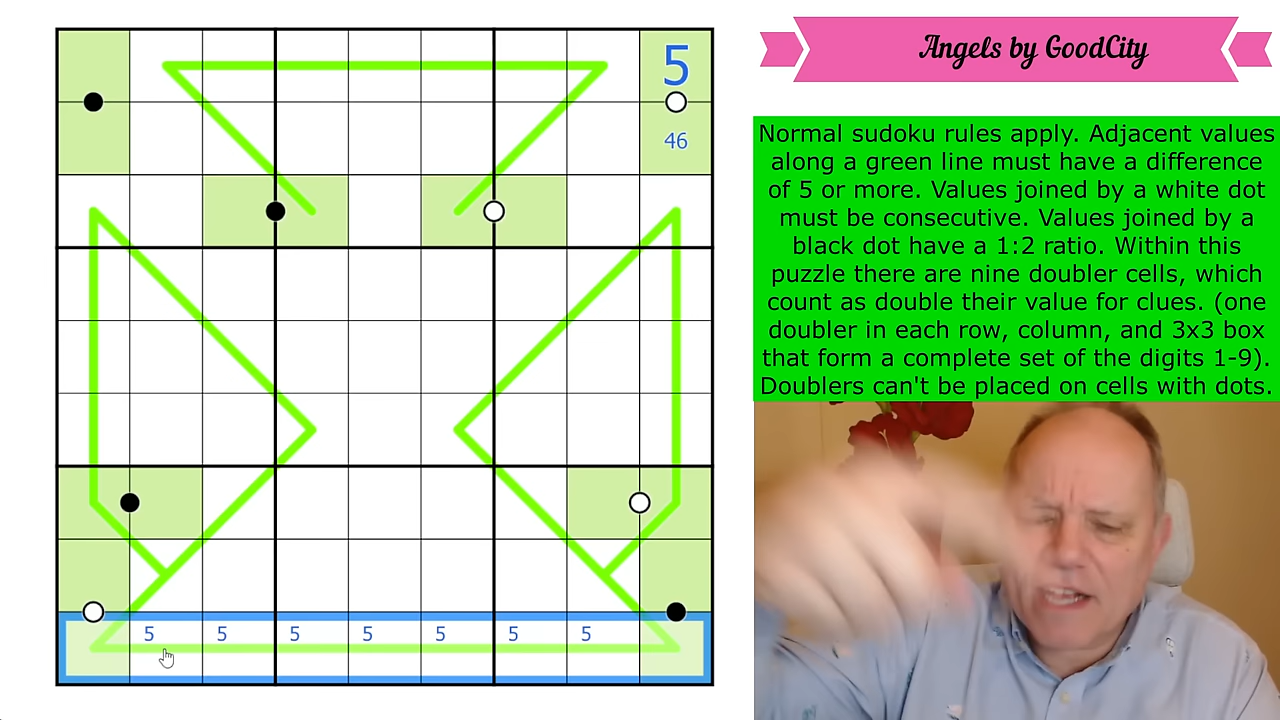 Angels by GoodCity
Normal sudoku rules apply. Adjacent values
along a green line must have a difference
of 5 or more. Values joined by a white dot
must be consecutive. Values joined by a
black dot have a 1:2 ratio. Within this
puzzle there are nine doubler cells, which
count as double their value for clues. (one
doubler in each row, column, and 3x3 box
that form a complete set of the digits 1-9).
Doublers can't be placed on cells with dots.
5
46
5 5 5 5 5 5 5